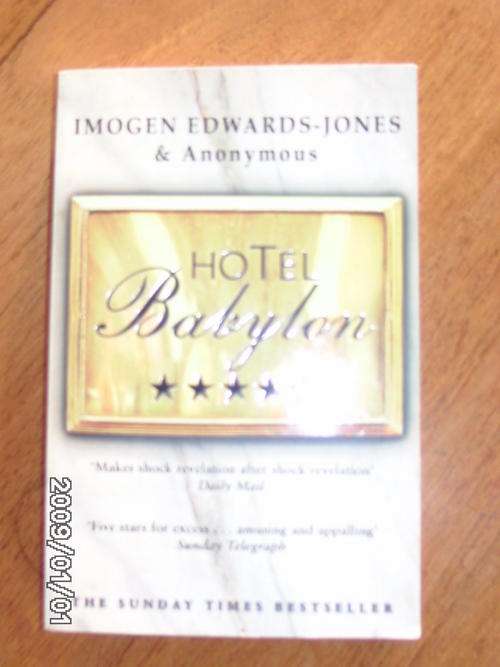 IMOGEN EDWARDS-JONES
& Anonymous
HOTEL
Babylon
'Makes shock revelation after shock revelation'
Daily Mail
'Five stars for excess . . . amusing and appalling'
Sunday Telegraph
THE SUNDAY TIMES BESTSELLER
2009/01/01